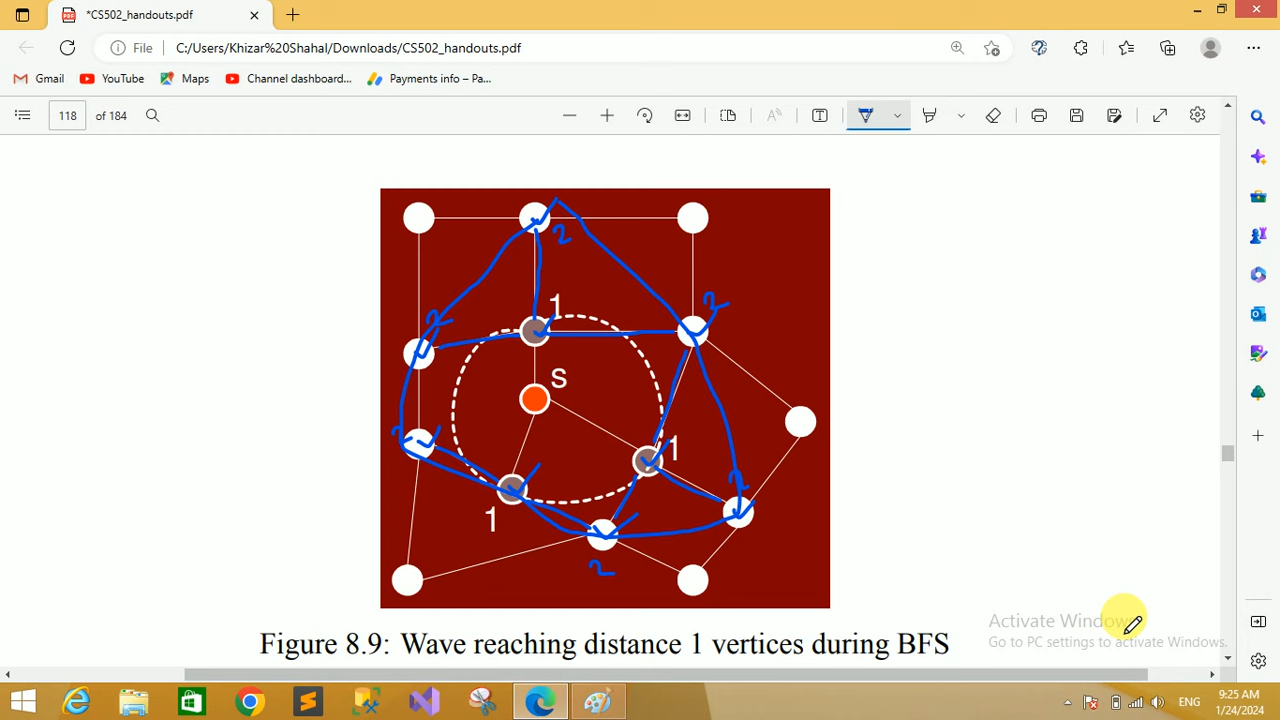 *CS502_handouts.pdf
File C:/Users/Khizar%20Shahal/Downloads/CS502_handouts.pdf
Gmail YouTube Maps Channel dashboard... Payments info – Pa...
118 of 184
2
1
2
2
S
1
2
2
1
2
Activate Windows
Go to PC settings to activate Windows.
Figure 8.9: Wave reaching distance 1 vertices during BFS
ENG
9:25 AM
1/24/2024